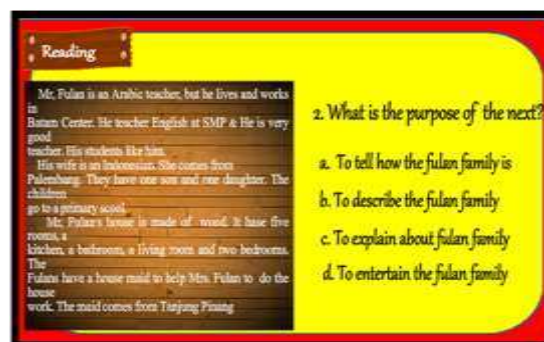 Reading
Mr, Fulan is an Arabic teacher, but he lives and works
in
Batam Center. He teacher English at SMP & He is very
good
teacher. His students like him.
His wife is an Indonesian. She comes from
Palembang. They have one son and one daughter. The
children
go to a primary scool.
Mr, Fulan's house is made of wood. It hase five
rooms, a
kitchen, a bathroom, a living room and two bedrooms.
The
Fulans have a house maid to help Mrs. Fulan to do the
house
work. The maid comes from Tanjung Pinang
2. What is the purpose of the next?
a. To tell how the fulan family is
b. To describe the fulan family
c. To explain about fulan family
d. To entertain the fulan family